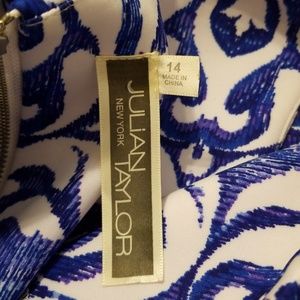 JULIAN
TAYLOR
NEW YORK
14
MADE IN
CHINA